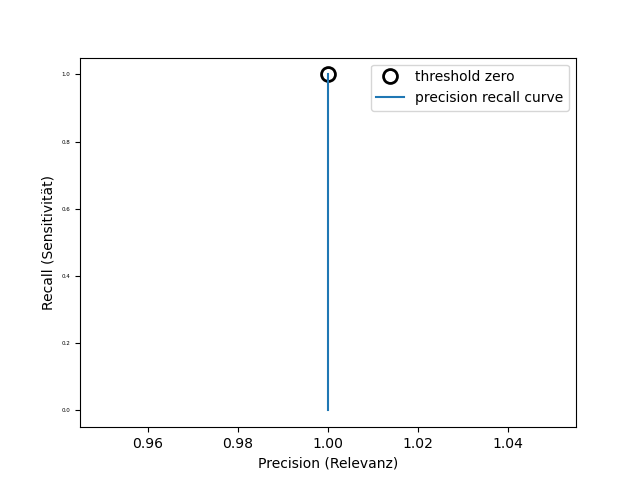 threshold zero
precision recall curve
1.0
0.8
0.6
0.4
0.2
0.0
Recall (Sensitivität)
0.96 0.98 1.00 1.02 1.04
Precision (Relevanz)